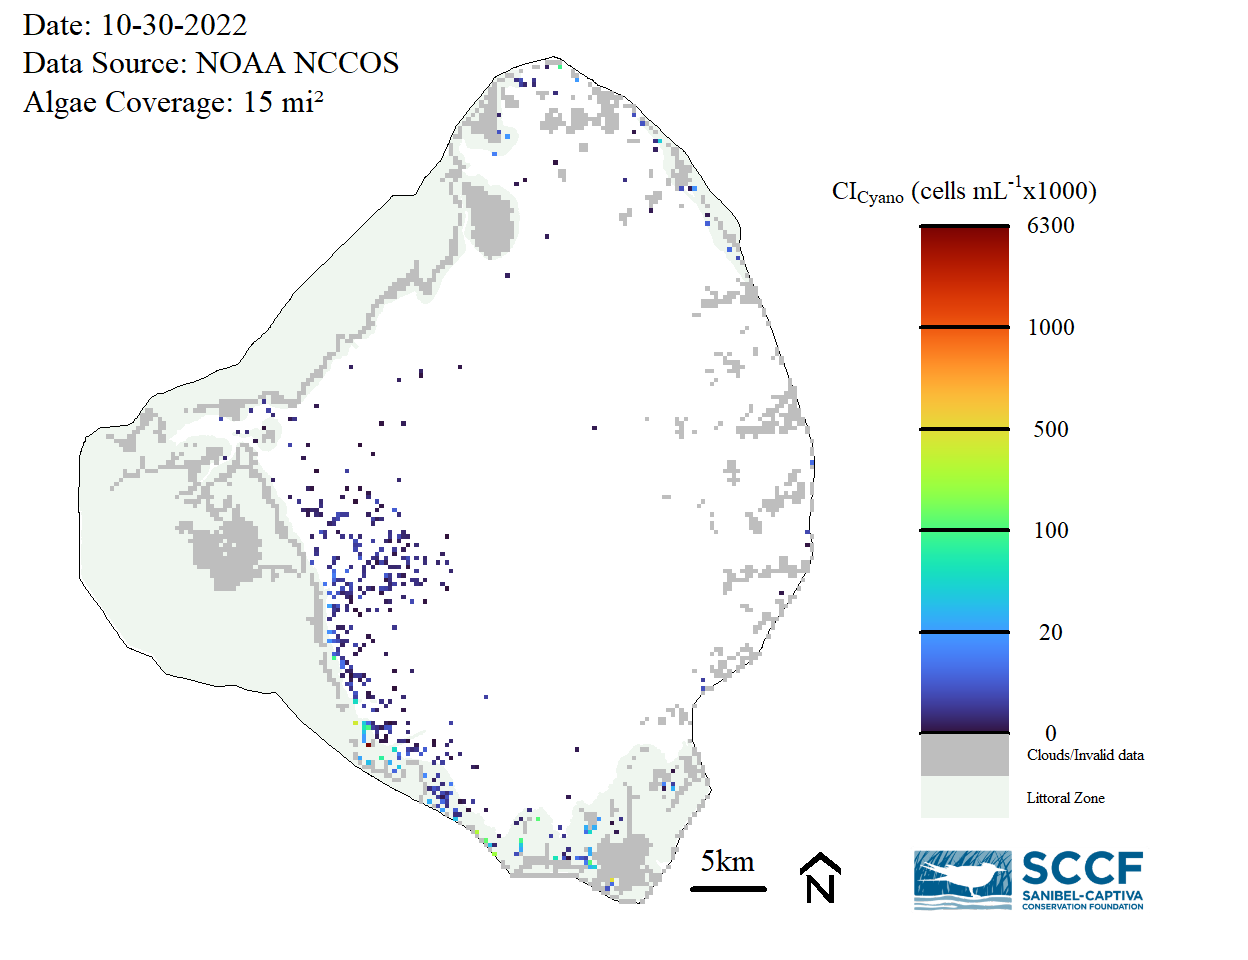 Date: 10-30-2022
Data Source: NOAA NCCOS
Algae Coverage: 15 mi²
CICyano (cells mL-1x1000)
6300
1000
500
100
20
0
Clouds/Invalid data
Littoral Zone
5km
N
SCCF
SANIBEL-CAPTIVA
CONSERVATION FOUNDATION